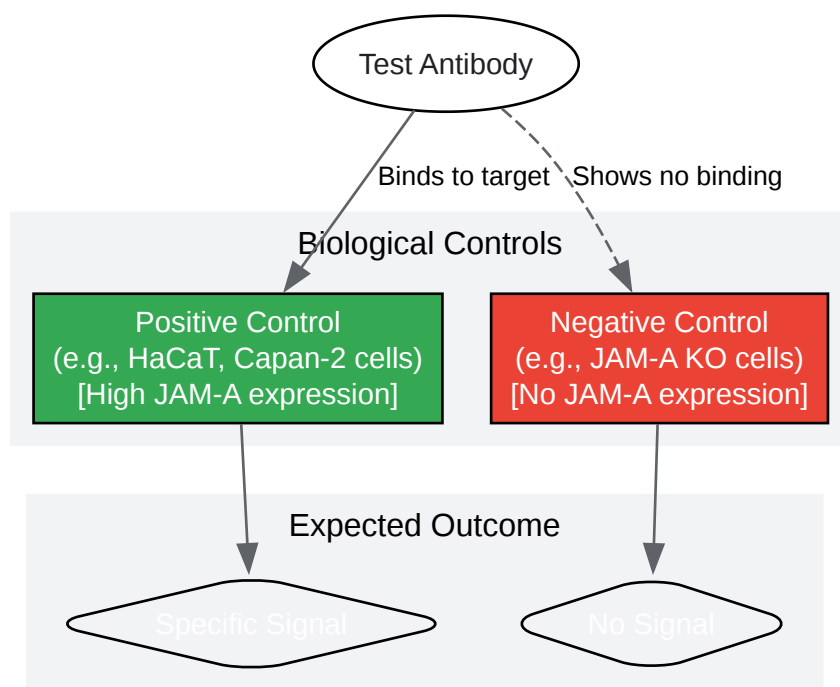 Test Antibody
Binds to target
Shows no binding
Biological Controls
Positive Control
(e.g., HaCaT, Capan-2 cells)
[High JAM-A expression]
Negative Control
(e.g., JAM-A KO cells)
[No JAM-A expression]
Expected Outcome
Specific Signal
No Signal